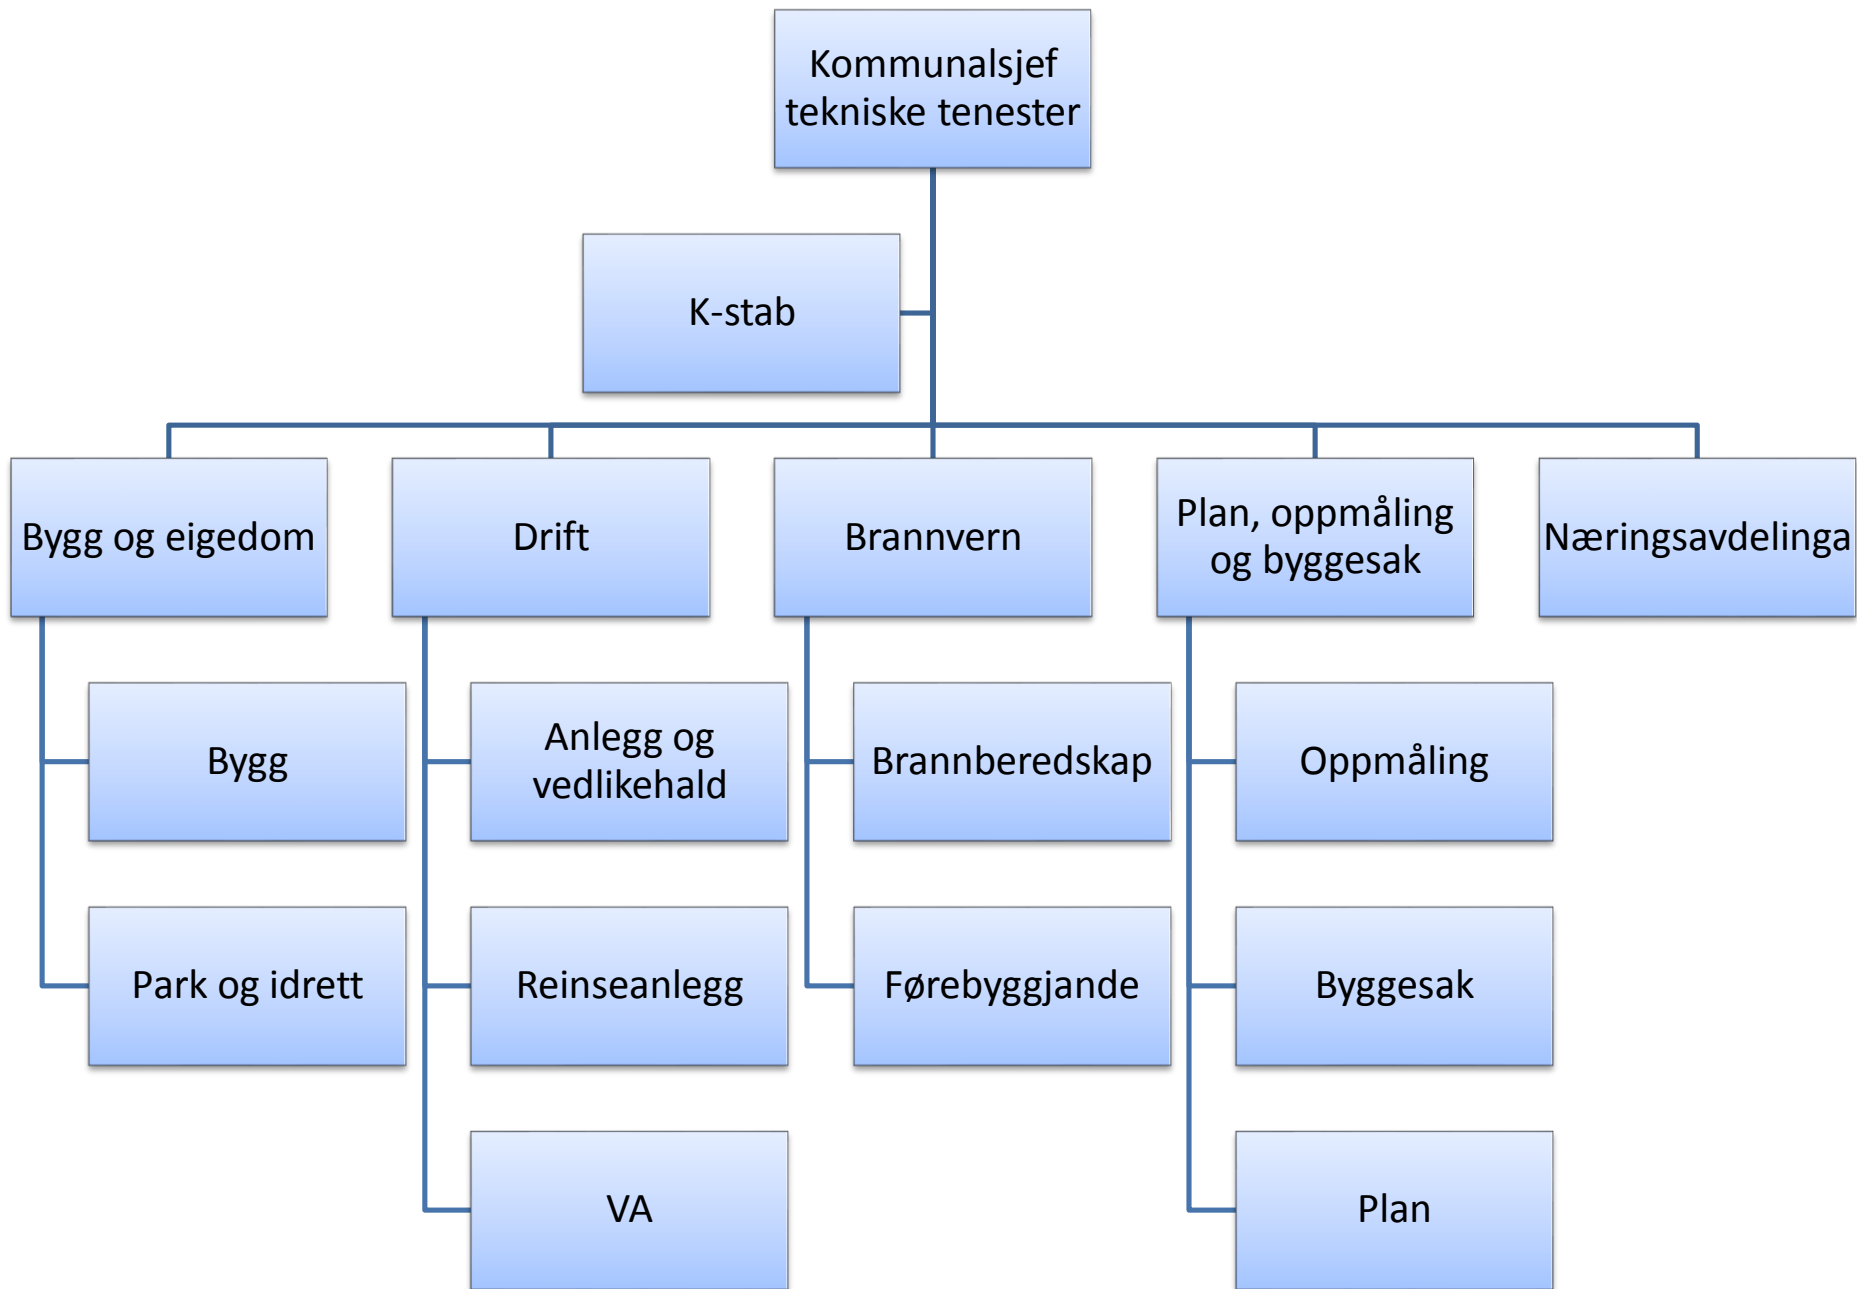 Kommunalsjef
tekniske tenester
K-stab
Bygg og eigedom
Drift
Brannvern
Plan, oppmåling
og byggesak
Næringsavdelinga
Bygg
Anlegg og
vedlikehald
Brannberedskap
Oppmåling
Park og idrett
Reinseanlegg
Førebyggjande
Byggesak
VA
Plan